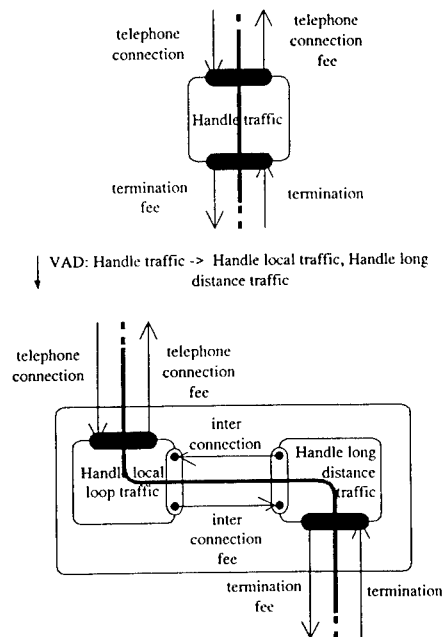 telephone
connection
telephone
connection
fee
Handle traffic
termination
fee
termination
VAD: Handle traffic -> Handle local traffic, Handle long
distance traffic
telephone
connection
telephone
connection
fee
inter
connection
Handle local
loop traffic
Handle long
distance
traffic
inter
connection
fee
termination
fee
termination